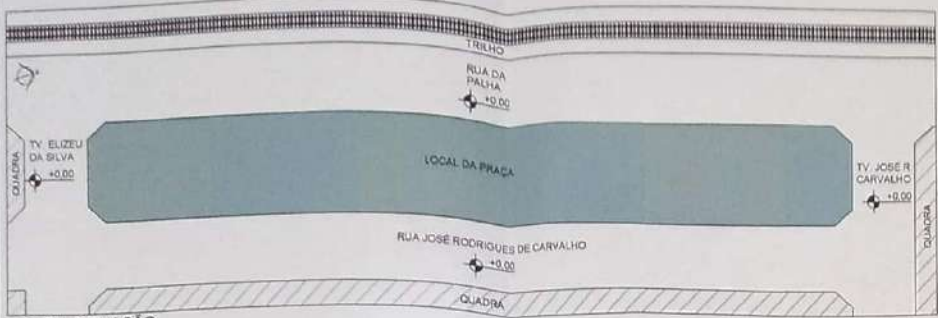 TRILHO
RUA DA
PALHA
+0.00
TV. ELIZEU
DA SILVA
+0.00
QUADRA
LOCAL DA PRAÇA
TV. JOSÉ R
CARVALHO
+0.00
QUADRA
RUA JOSÉ RODRIGUES DE CARVALHO
+0.00
QUADRA